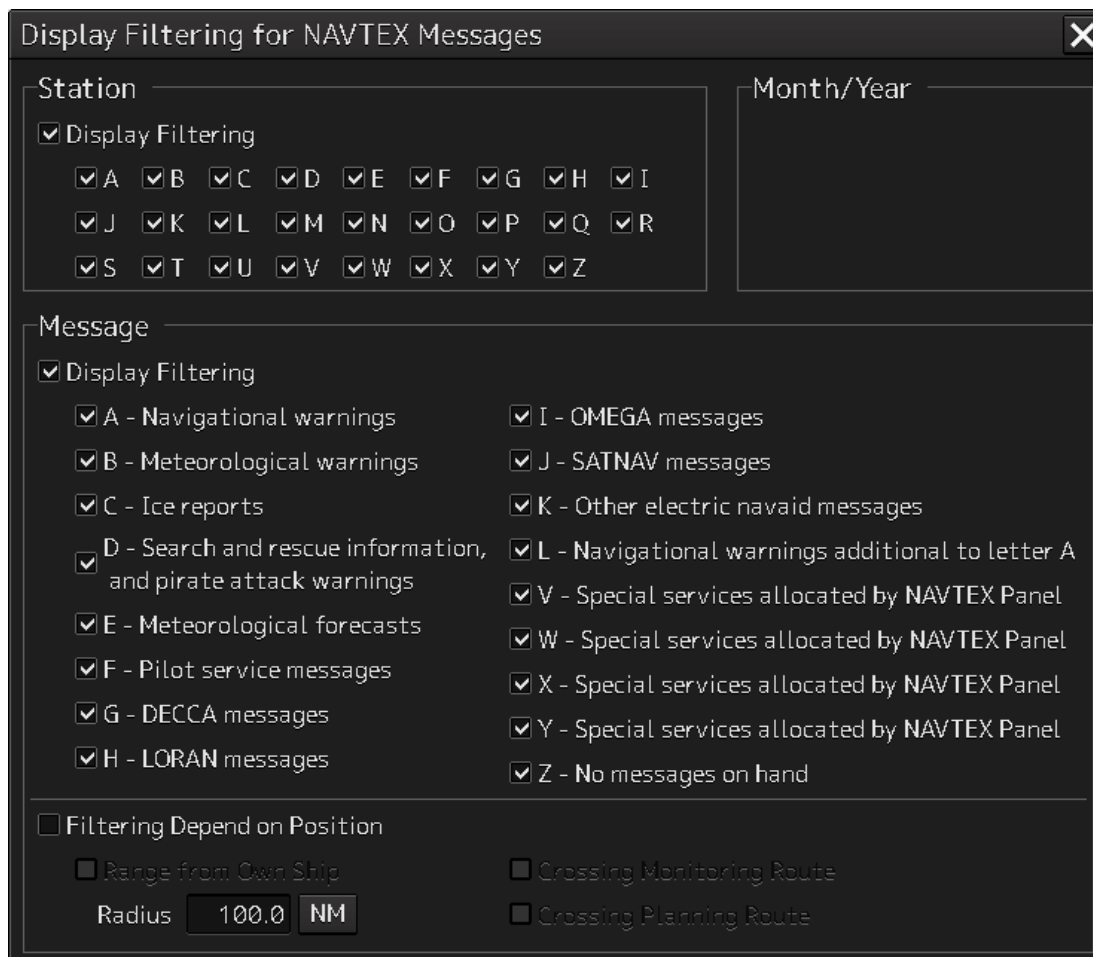 Display Filtering for NAVTEX Messages
Station
Display Filtering
A B C D E F G H I
J K L M N O P Q R
S T U V W X Y Z
Month/Year
Message
Display Filtering
A - Navigational warnings
B - Meteorological warnings
C - Ice reports
D - Search and rescue information,
and pirate attack warnings
E - Meteorological forecasts
F - Pilot service messages
G - DECCA messages
H - LORAN messages
I - OMEGA messages
J - SATNAV messages
K - Other electric navaid messages
L - Navigational warnings additional to letter A
V - Special services allocated by NAVTEX Panel
W - Special services allocated by NAVTEX Panel
X - Special services allocated by NAVTEX Panel
Y - Special services allocated by NAVTEX Panel
Z - No messages on hand
Filtering Depend on Position
Range from Own Ship
Radius 100.0 NM
Crossing Monitoring Route
Crossing Planning Route